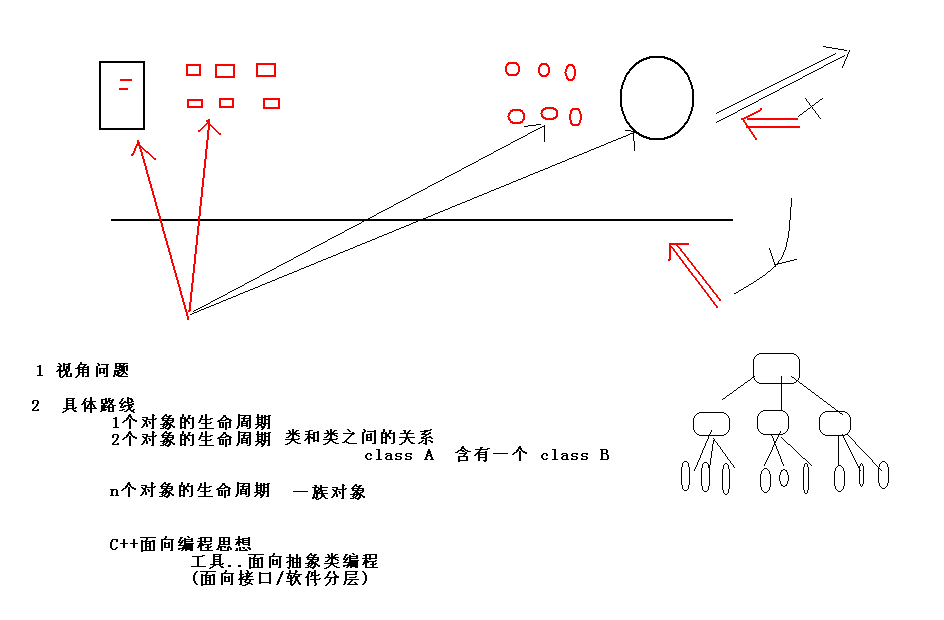 1 视角问题
2 具体路线
1个对象的生命周期
2个对象的生命周期 类和类之间的关系
class A 含有一个 class B
n个对象的生命周期 一族对象
C++面向编程思想
工具..面向抽象类编程
(面向接口/软件分层)